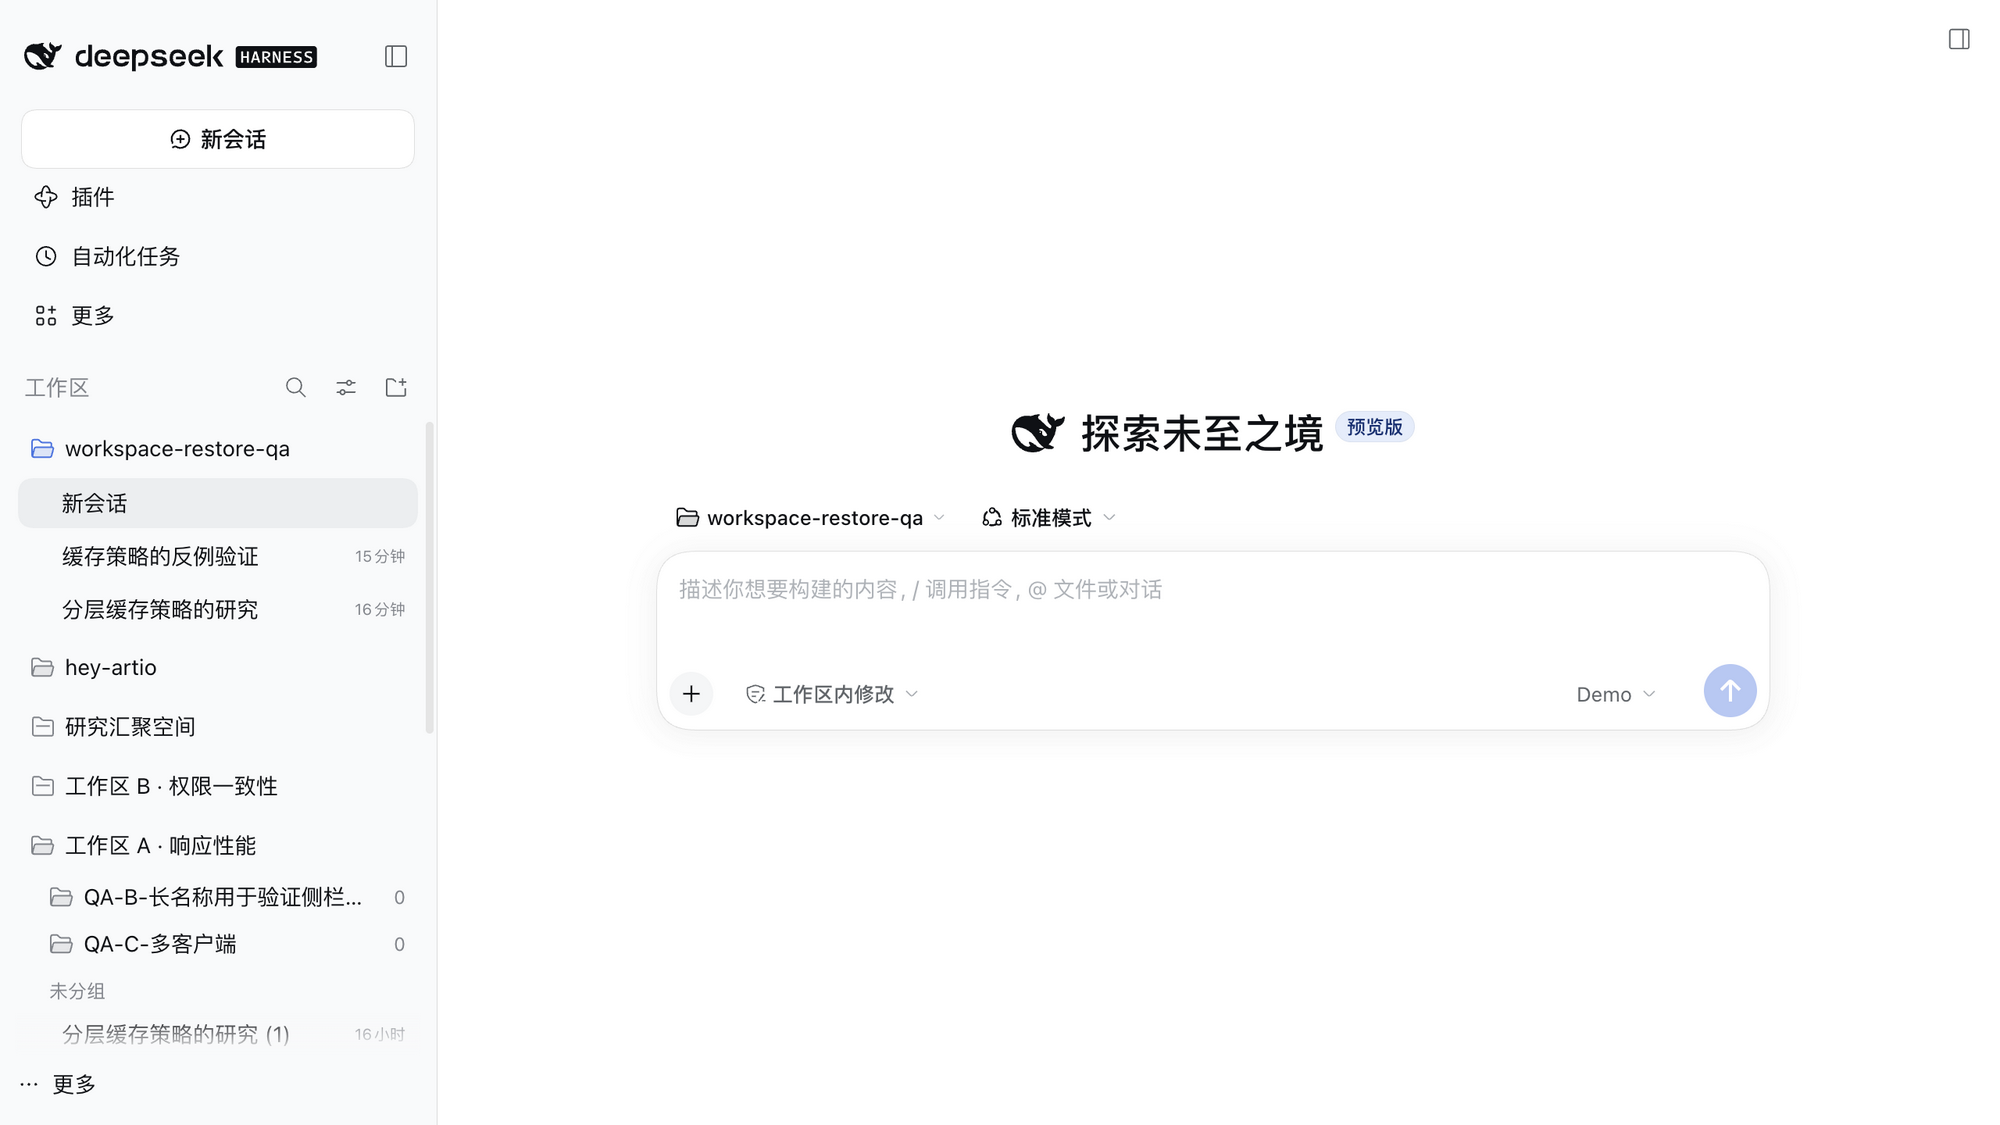 deepseek HARNESS
新会话
插件
自动化任务
更多
工作区
workspace-restore-qa
新会话
缓存策略的反例验证 15分钟
分层缓存策略的研究 16分钟
hey-artio
研究汇聚空间
工作区 B · 权限一致性
工作区 A · 响应性能
QA-B-长名称用于验证侧栏... 0
QA-C-多客户端 0
未分组
分层缓存策略的研究 (1) 16小时
··· 更多
探索未至之境 预览版
workspace-restore-qa 标准模式
描述你想要构建的内容, / 调用指令, @ 文件或对话
工作区内修改 Demo